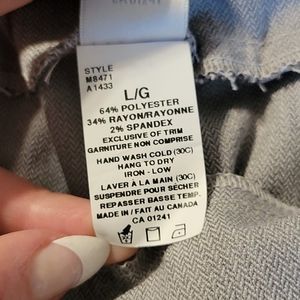 STYLE
M8471
A1433
L/G
64% POLYESTER
34% RAYON/RAYONNE
2% SPANDEX
EXCLUSIVE OF TRIM
GARNITURE NON COMPRISE
HAND WASH COLD (30C)
HANG TO DRY
IRON - LOW
LAVER À LA MAIN (30C)
SUSPENDRE POUR SÉCHER
REPASSER BASSE TEMP.
MADE IN / FAIT AU CANADA
CA 01241